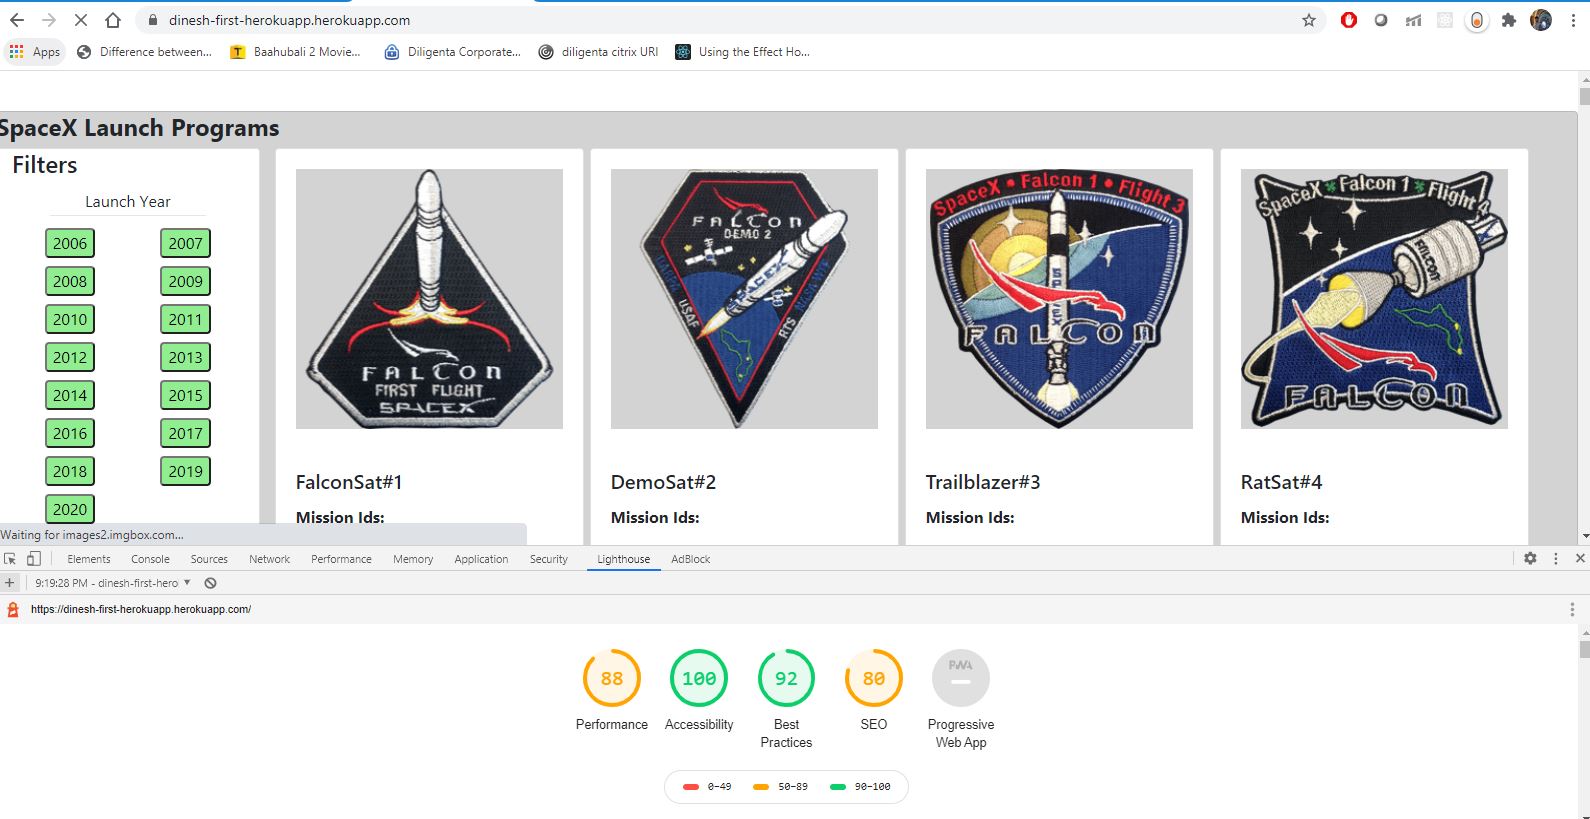 dinesh-first-herokuapp.herokuapp.com
Apps Difference between... Baahubali 2 Movie... Diligenta Corporate... diligenta citrix URI Using the Effect Ho...
SpaceX Launch Programs
Filters
Launch Year
2006 2007
2008 2009
2010 2011
2012 2013
2014 2015
2016 2017
2018 2019
2020
FALCON
FIRST FLIGHT
SPACEX
FalconSat#1
Mission Ids:
FALCON
DEMO 2
SPACEX
USAF
RTS
DemoSat#2
Mission Ids:
SpaceX • Falcon 1 • Flight 3
SPACEX
FALCON
Trailblazer#3
Mission Ids:
SpaceX Falcon 1 Flight 4
FALCON
FALCON
RatSat#4
Mission Ids:
Waiting for images2.imgbox.com...
Elements Console Sources Network Performance Memory Application Security Lighthouse AdBlock
9:19:28 PM - dinesh-first-hero
https://dinesh-first-herokuapp.herokuapp.com/
88 100 92 80 PWA
Performance Accessibility Best Practices SEO Progressive Web App
0-49 50-89 90-100